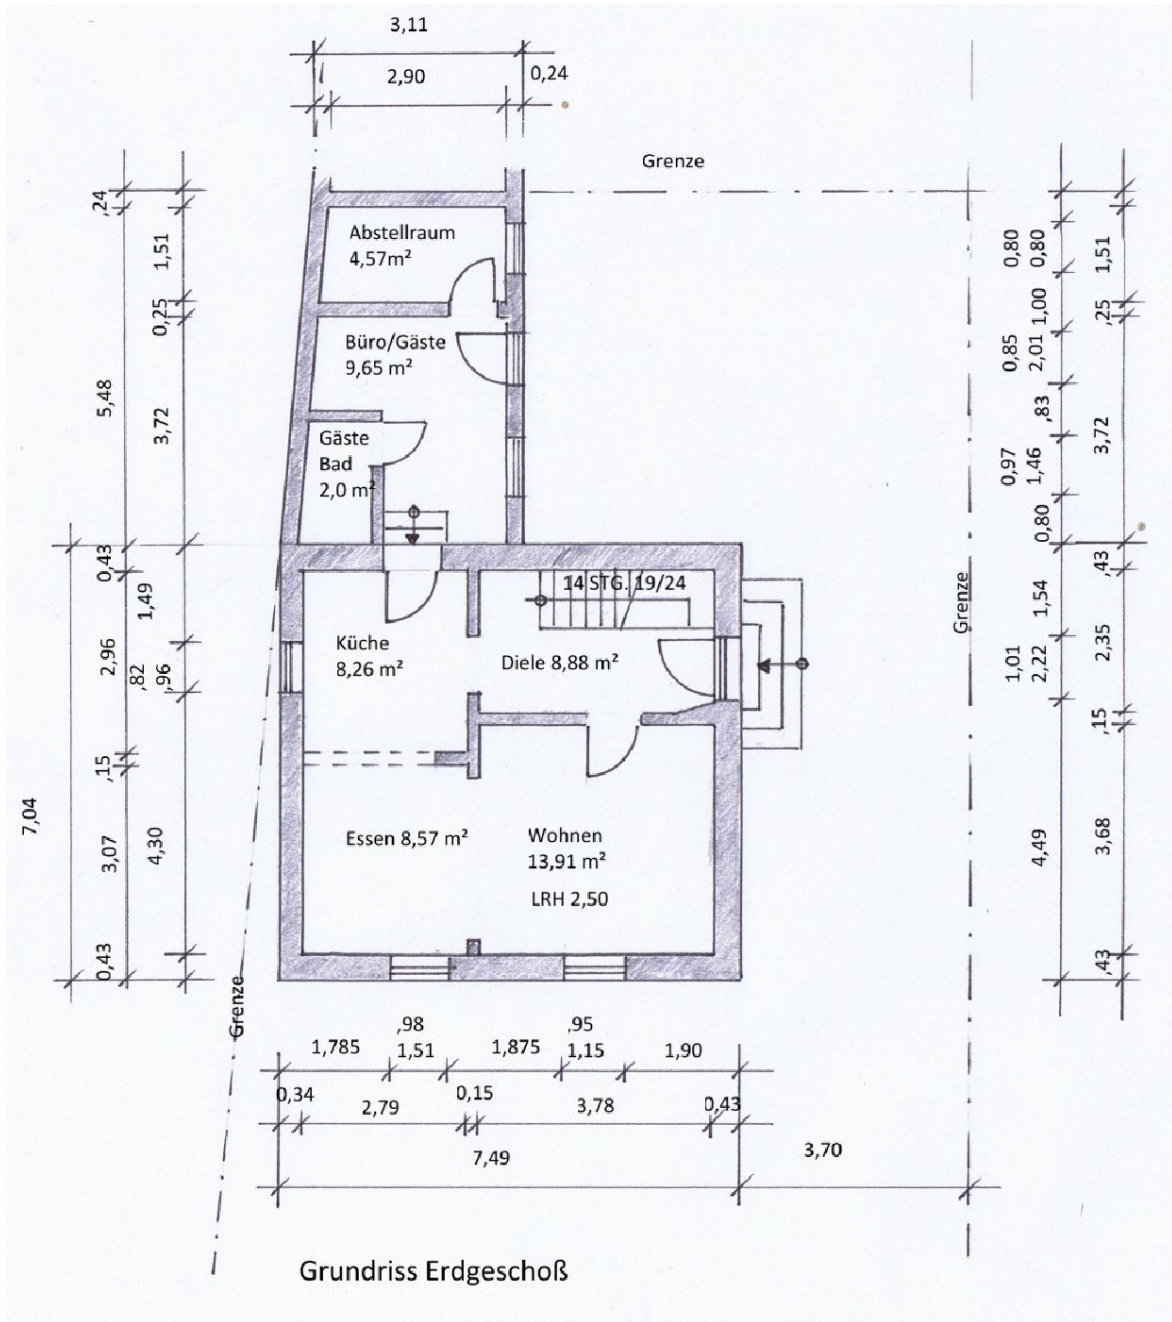 3,11
2,90
0,24
Grenze
,24
1,51
0,25
5,48
3,72
Abstellraum
4,57m²
Büro/Gäste
9,65 m²
Gäste
Bad
2,0 m²
0,80
0,80
1,51
1,00
,25
0,85
2,01
,83
3,72
0,97
1,46
0,80
0,43
1,49
2,96
,82
,96
,15
7,04
3,07
4,30
0,43
14 STG. 19/24
Küche
8,26 m²
Diele 8,88 m²
Essen 8,57 m²
Wohnen
13,91 m²
LRH 2,50
Grenze
,43
1,54
2,35
1,01
2,22
,15
4,49
3,68
,43
Grenze
,98
,95
1,785
1,51
1,875
1,15
1,90
0,34
2,79
0,15
3,78
0,43
7,49
3,70
Grundriss Erdgeschoß